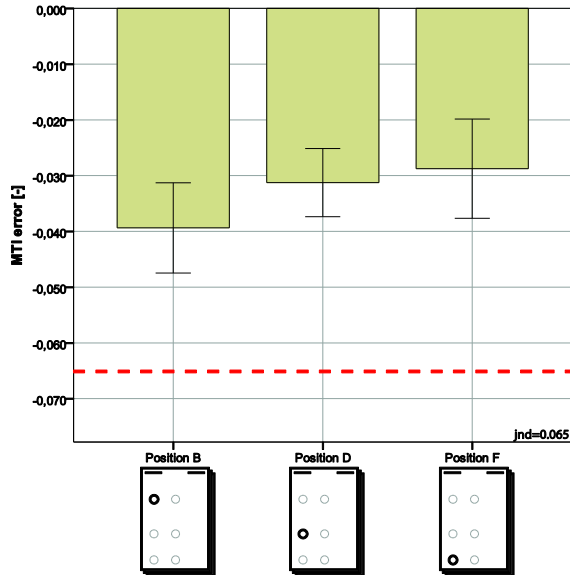 0,000
-0,010
-0,020
-0,030
-0,040
-0,050
-0,060
-0,070
MTI error [-]
jnd=0.065
Position B
Position D
Position F